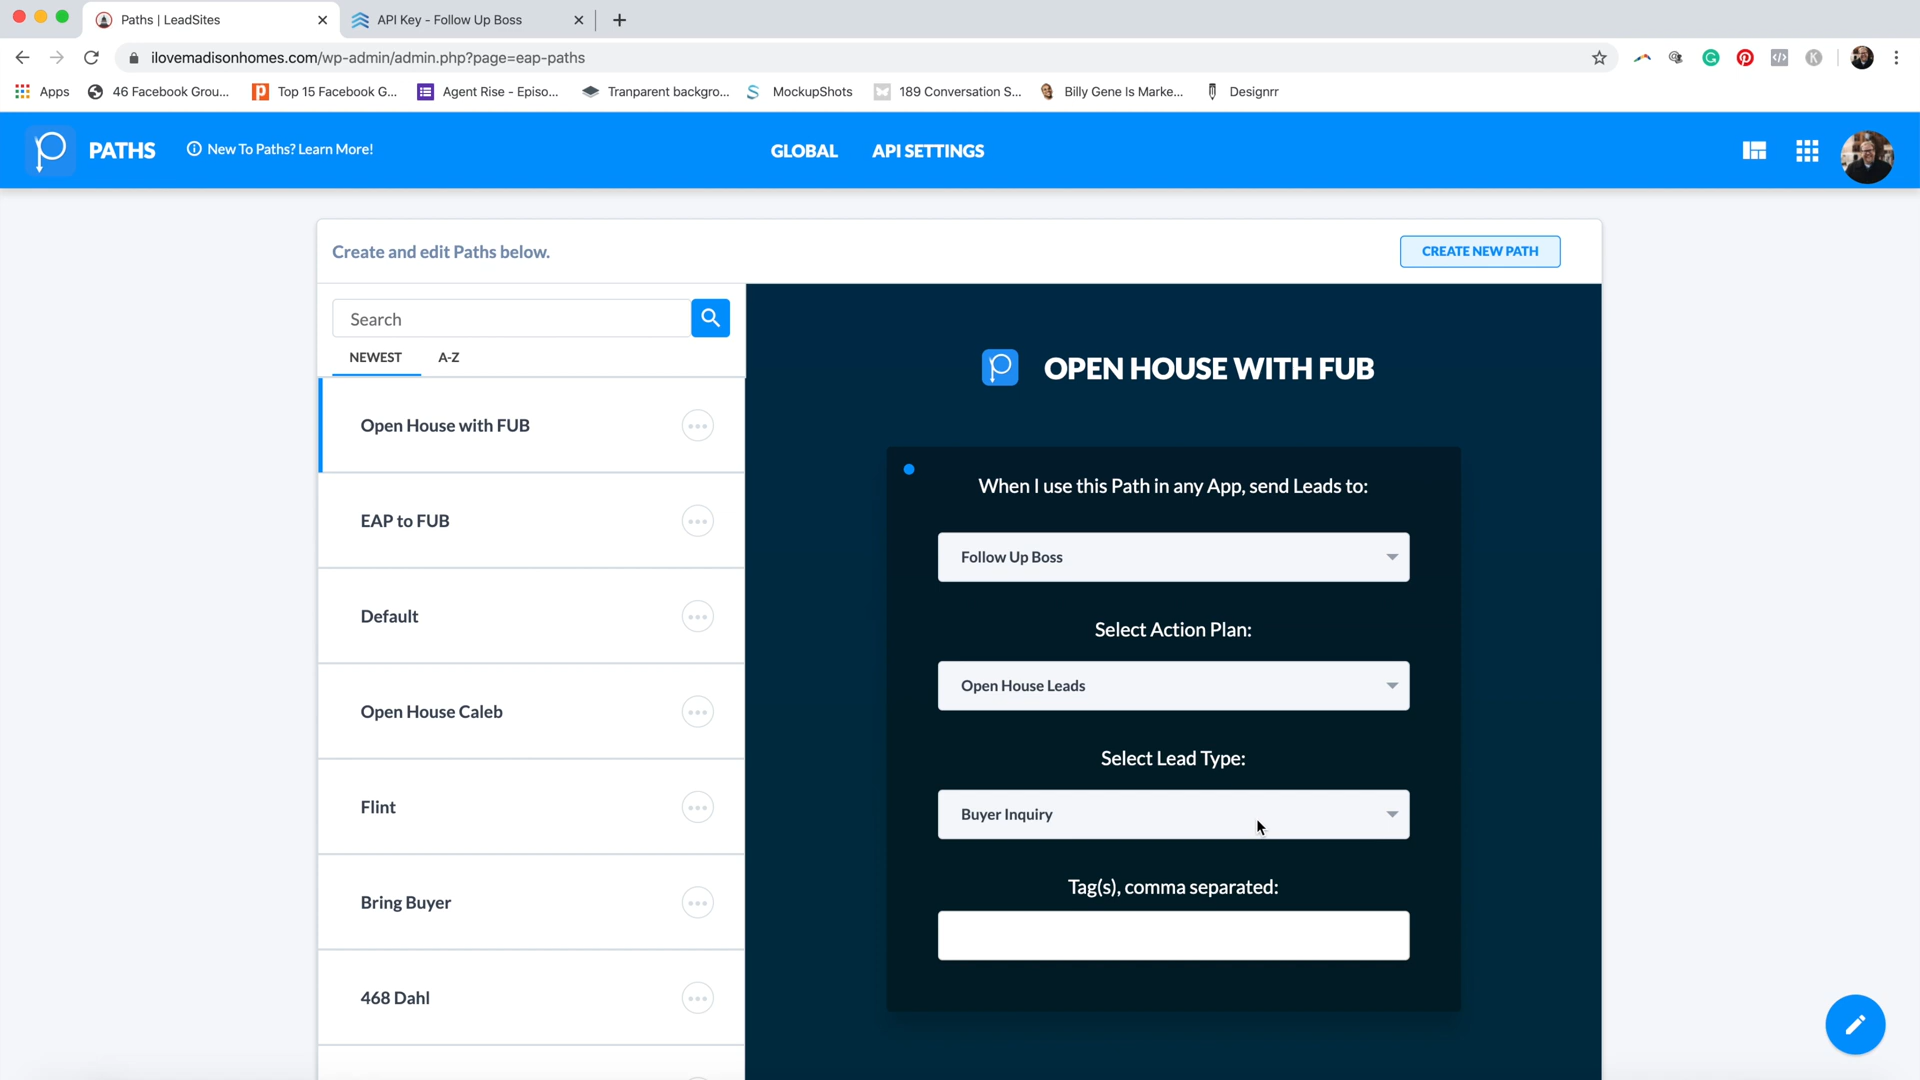 Paths | LeadSites
API Key - Follow Up Boss
ilovemadisonhomes.com/wp-admin/admin.php?page=eap-paths
Apps
46 Facebook Grou...
Top 15 Facebook G...
Agent Rise - Episo...
Tranparent backgro...
MockupShots
189 Conversation S...
Billy Gene Is Marke...
Designrr
PATHS
New To Paths? Learn More!
GLOBAL
API SETTINGS
Create and edit Paths below.
CREATE NEW PATH
Search
NEWEST
A-Z
Open House with FUB
EAP to FUB
Default
Open House Caleb
Flint
Bring Buyer
468 Dahl
OPEN HOUSE WITH FUB
When I use this Path in any App, send Leads to:
Follow Up Boss
Select Action Plan:
Open House Leads
Select Lead Type:
Buyer Inquiry
Tag(s), comma separated: